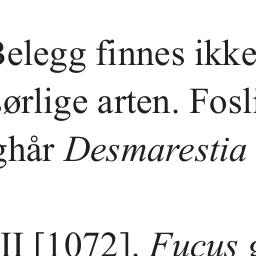 Belegg finnes ikke
ørlige arten. Fosli
ghår Desmarestia
II [1072]. Fucus g